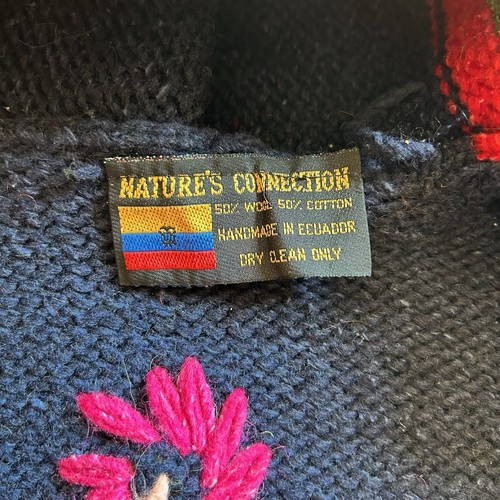 NATURE'S CONNECTION
50% WOOL 50% COTTON
HANDMADE IN ECUADOR
DRY CLEAN ONLY